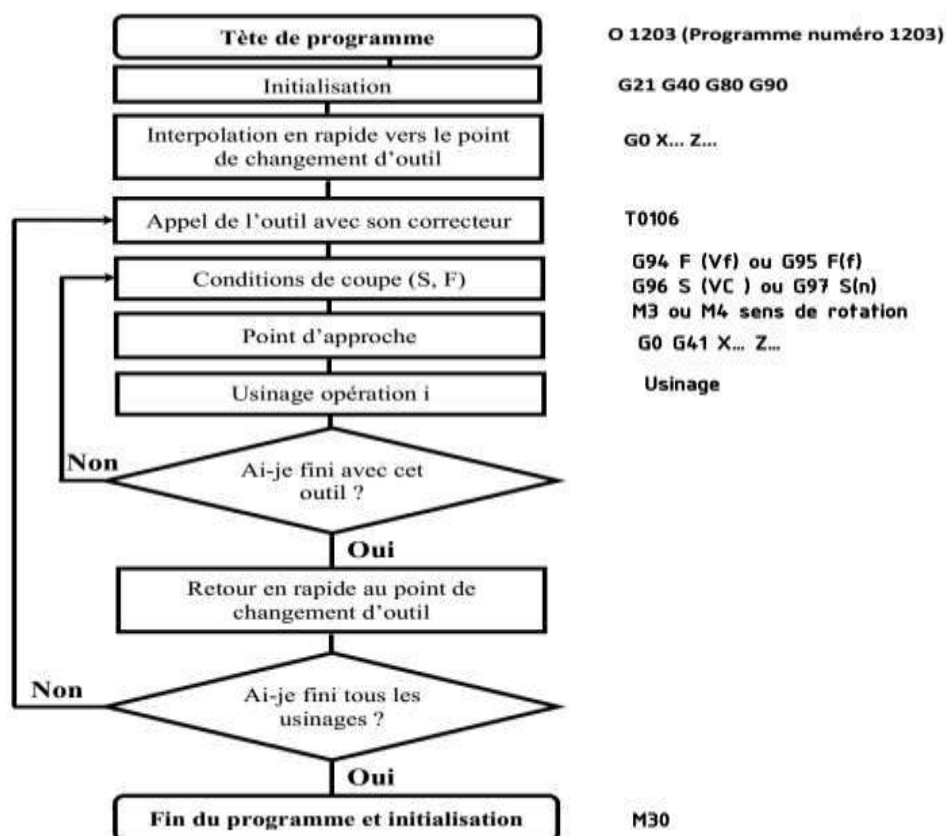 Tète de programme
O 1203 (Programme numéro 1203)
Initialisation
G21 G40 G80 G90
Interpolation en rapide vers le point
de changement d'outil
G0 X... Z...
Appel de l'outil avec son correcteur
T0106
Conditions de coupe (S, F)
G94 F (Vf) ou G95 F(f)
G96 S (VC ) ou G97 S(n)
M3 ou M4 sens de rotation
Point d'approche
G0 G41 X... Z...
Usinage opération i
Usinage
Non
Ai-je fini avec cet
outil ?
Oui
Retour en rapide au point de
changement d'outil
Non
Ai-je fini tous les
usinages ?
Oui
Fin du programme et initialisation
M30